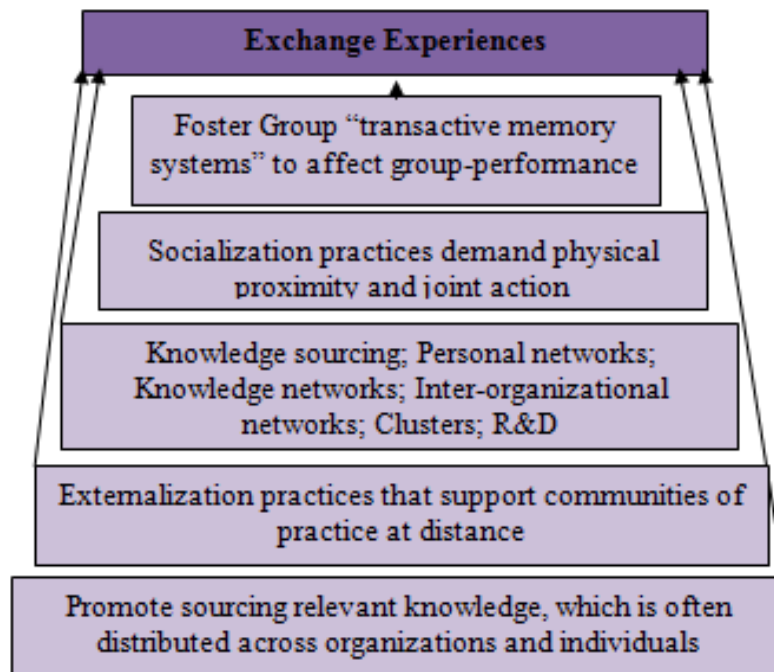 Exchange Experiences
Foster Group “transactive memory
systems” to affect group-performance
Socialization practices demand physical
proximity and joint action
Knowledge sourcing; Personal networks;
Knowledge networks; Inter-organizational
networks; Clusters; R&D
Externalization practices that support communities of
practice at distance
Promote sourcing relevant knowledge, which is often
distributed across organizations and individuals